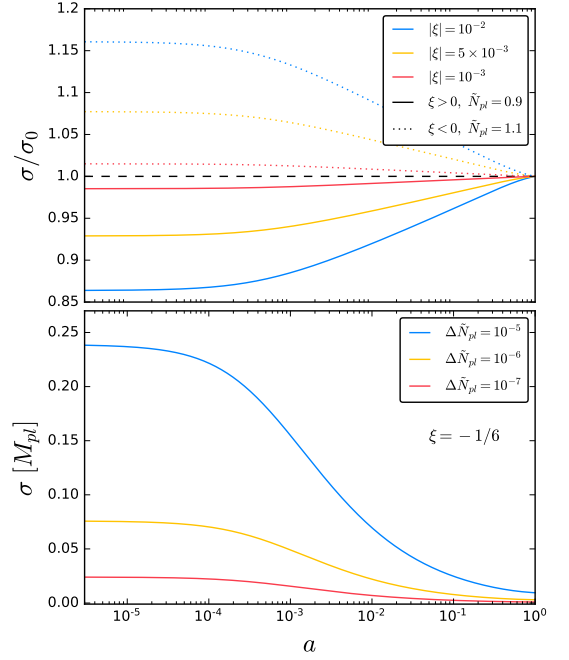 1.2
1.15
1.1
1.05
1.0
0.95
0.9
0.85
σ/σ₀
|ξ| = 10⁻²
|ξ| = 5 × 10⁻³
|ξ| = 10⁻³
ξ > 0, Ñₚₗ = 0.9
ξ < 0, Ñₚₗ = 1.1
0.25
0.20
0.15
0.10
0.05
0.00
σ [Mₚₗ]
ΔÑₚₗ = 10⁻⁵
ΔÑₚₗ = 10⁻⁶
ΔÑₚₗ = 10⁻⁷
ξ = −1/6
10⁻⁵ 10⁻⁴ 10⁻³ 10⁻² 10⁻¹ 10⁰
a